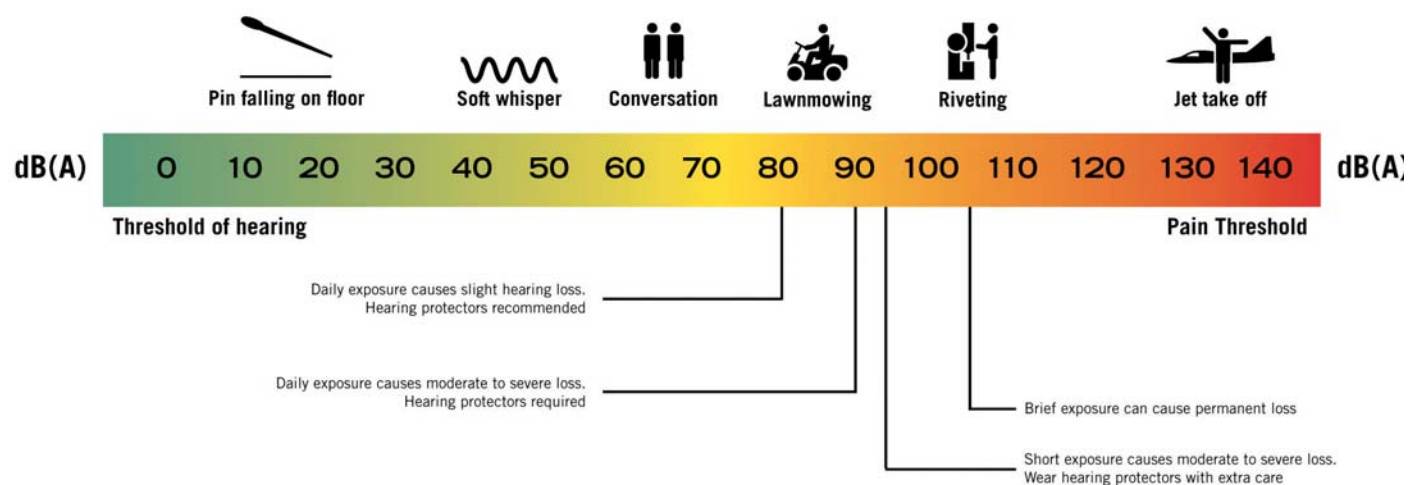 Pin falling on floor
Soft whisper
Conversation
Lawnmowing
Riveting
Jet take off
dB(A) 0 10 20 30 40 50 60 70 80 90 100 110 120 130 140 dB(A)
Threshold of hearing
Pain Threshold
Daily exposure causes slight hearing loss.
Hearing protectors recommended
Daily exposure causes moderate to severe loss.
Hearing protectors required
Brief exposure can cause permanent loss
Short exposure causes moderate to severe loss.
Wear hearing protectors with extra care